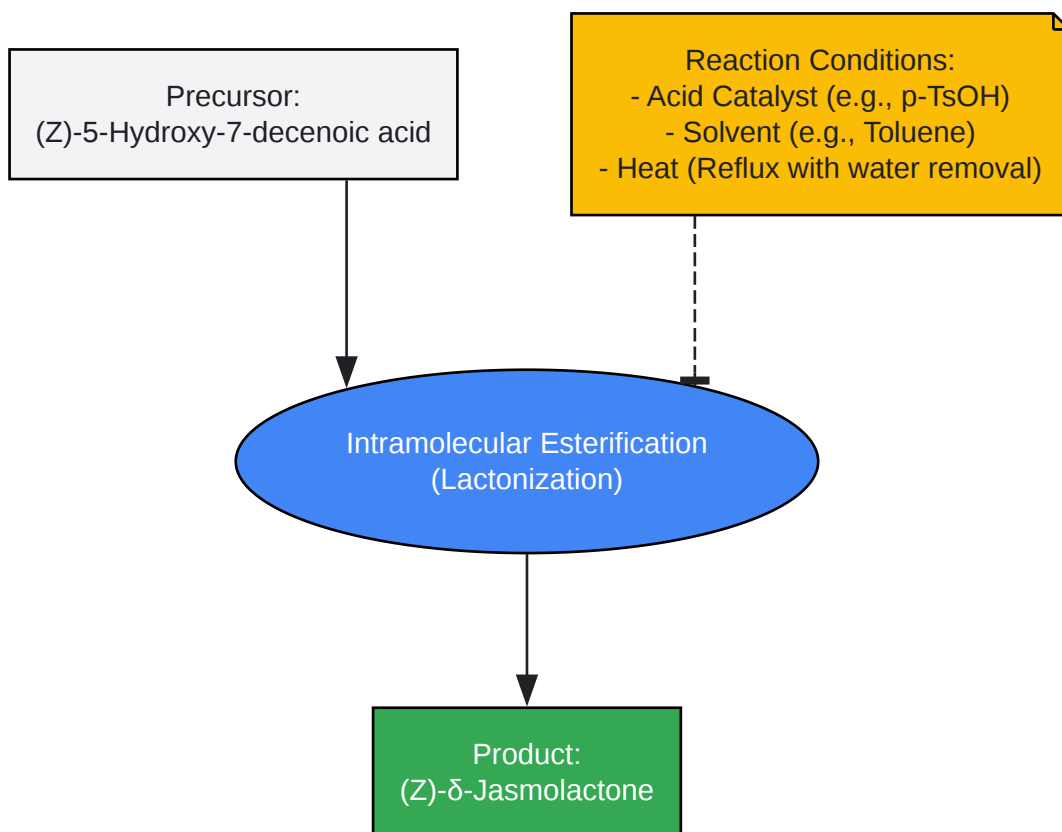 Precursor:
(Z)-5-Hydroxy-7-decenoic acid
Reaction Conditions:
- Acid Catalyst (e.g., p-TsOH)
- Solvent (e.g., Toluene)
- Heat (Reflux with water removal)
Intramolecular Esterification
(Lactonization)
Product:
(Z)-δ-Jasmolactone